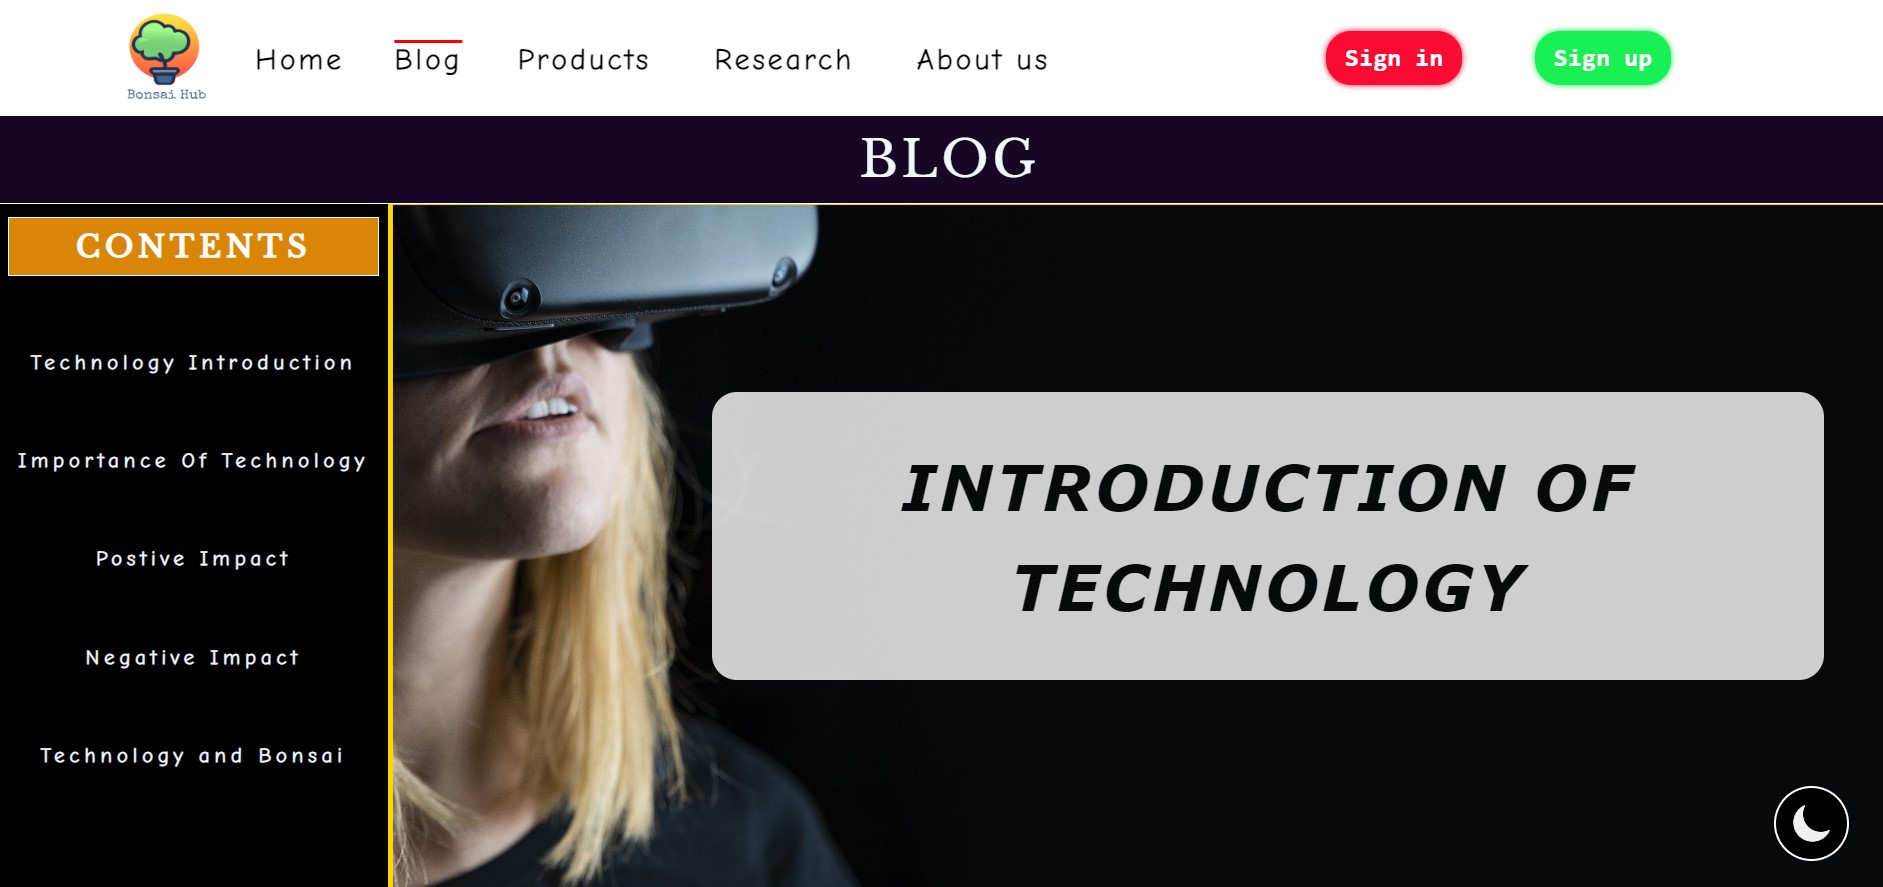 Bonsai Hub
Home
Blog
Products
Research
About us
Sign in
Sign up
BLOG
CONTENTS
Technology Introduction
Importance Of Technology
Postive Impact
Negative Impact
Technology and Bonsai
INTRODUCTION OF
TECHNOLOGY